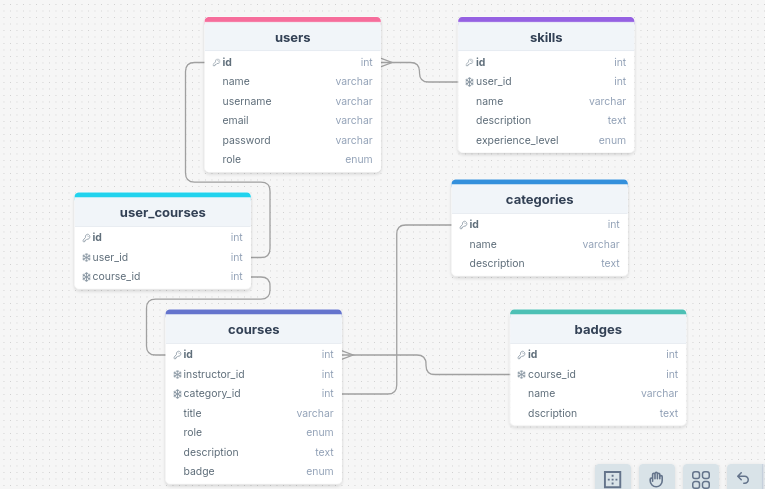 users
id int
name varchar
username varchar
email varchar
password varchar
role enum
skills
id int
user_id int
name varchar
description text
experience_level enum
user_courses
id int
user_id int
course_id int
categories
id int
name varchar
description text
courses
id int
instructor_id int
category_id int
title varchar
role enum
description text
badge enum
badges
id int
course_id int
name varchar
dscription text